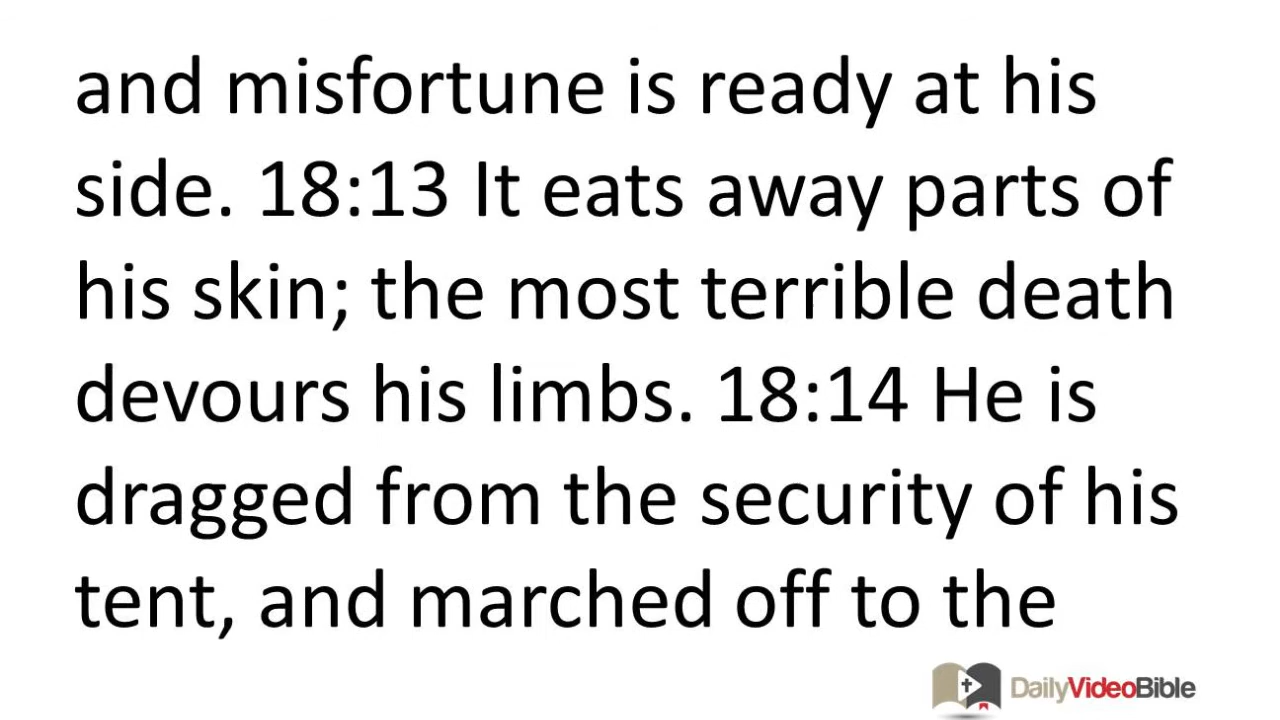 and misfortune is ready at his
side. 18:13 It eats away parts of
his skin; the most terrible death
devours his limbs. 18:14 He is
dragged from the security of his
tent, and marched off to the
DailyVideoBible